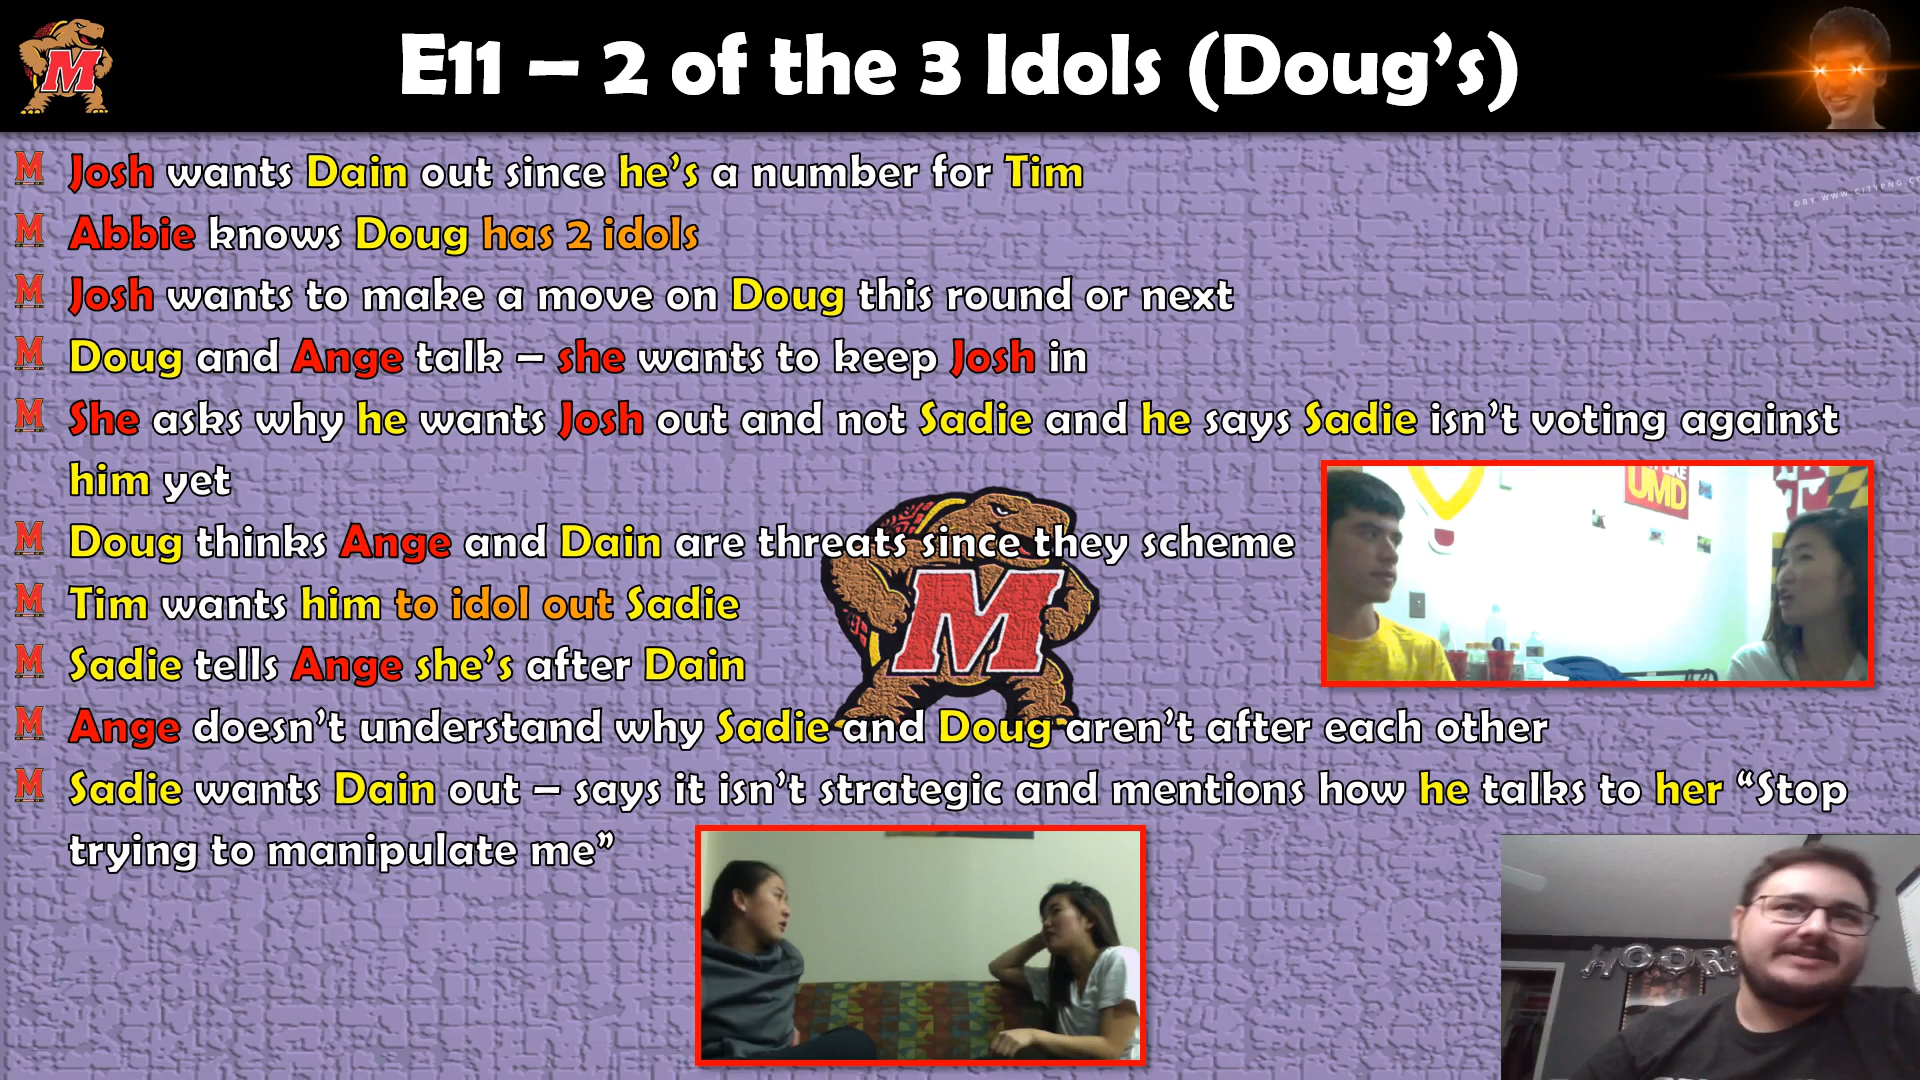 E11 – 2 of the 3 Idols (Doug's)
©BY WWW.CITYPNG.CO
Josh wants Dain out since he's a number for Tim
Abbie knows Doug has 2 idols
Josh wants to make a move on Doug this round or next
Doug and Ange talk – she wants to keep Josh in
She asks why he wants Josh out and not Sadie and he says Sadie isn't voting against
him yet
UMD
Doug thinks Ange and Dain are threats since they scheme
Tim wants him to idol out Sadie
Sadie tells Ange she's after Dain
Ange doesn't understand why Sadie and Doug aren't after each other
Sadie wants Dain out – says it isn't strategic and mentions how he talks to her “Stop
trying to manipulate me”
HOOR
M
M